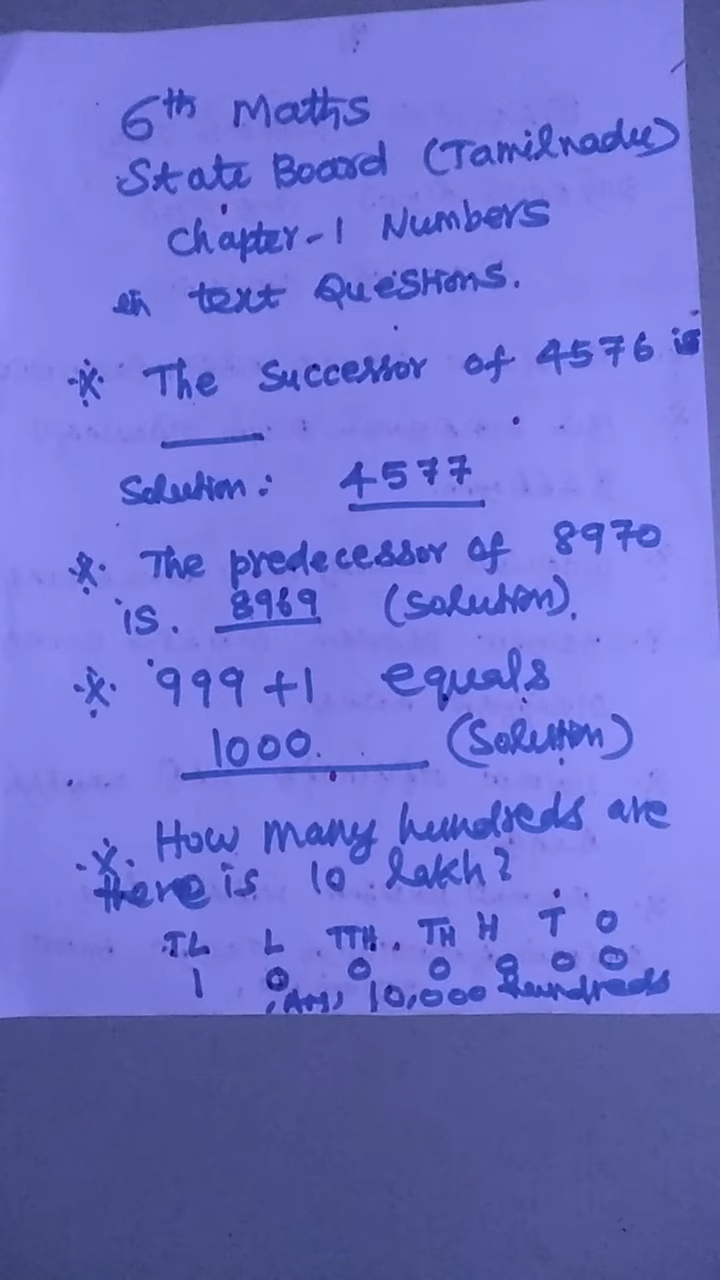 6th Maths
State Board (Tamilnadu)
Chapter-1 Numbers
in text Questions.
* The Successor of 4576 is
Solution: 4577
* The predecessor of 8970
is. 8969 (Solution).
* 999 +1 equals
1000. (Solution)
* How many hundreds are
there is 10 lakh?
T.L L TTH. TH H T O
1 0 0 0 0 0 0
Ans, 10,000 hundreds